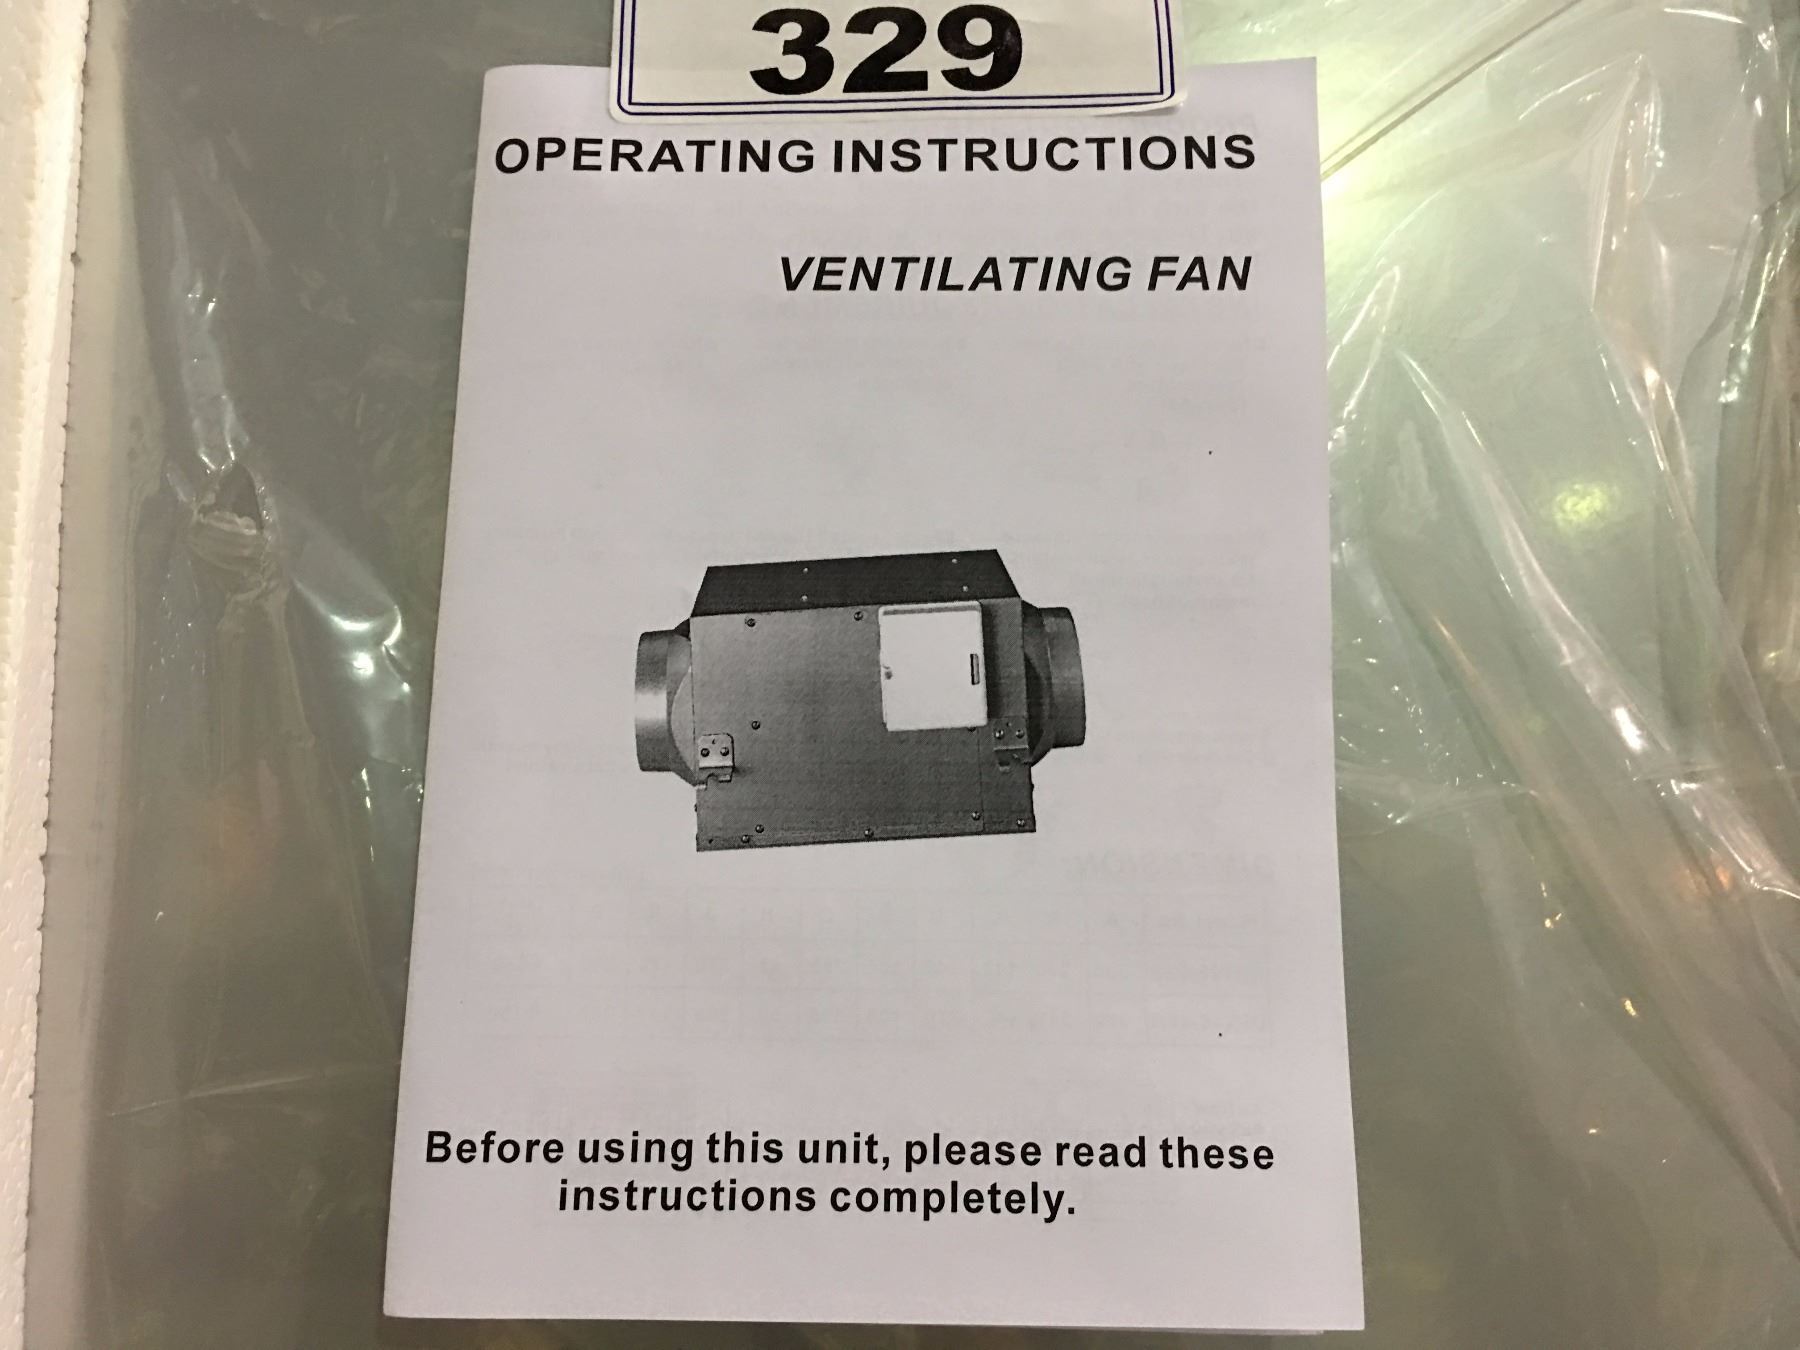 329
OPERATING INSTRUCTIONS
VENTILATING FAN
Before using this unit, please read these
instructions completely.